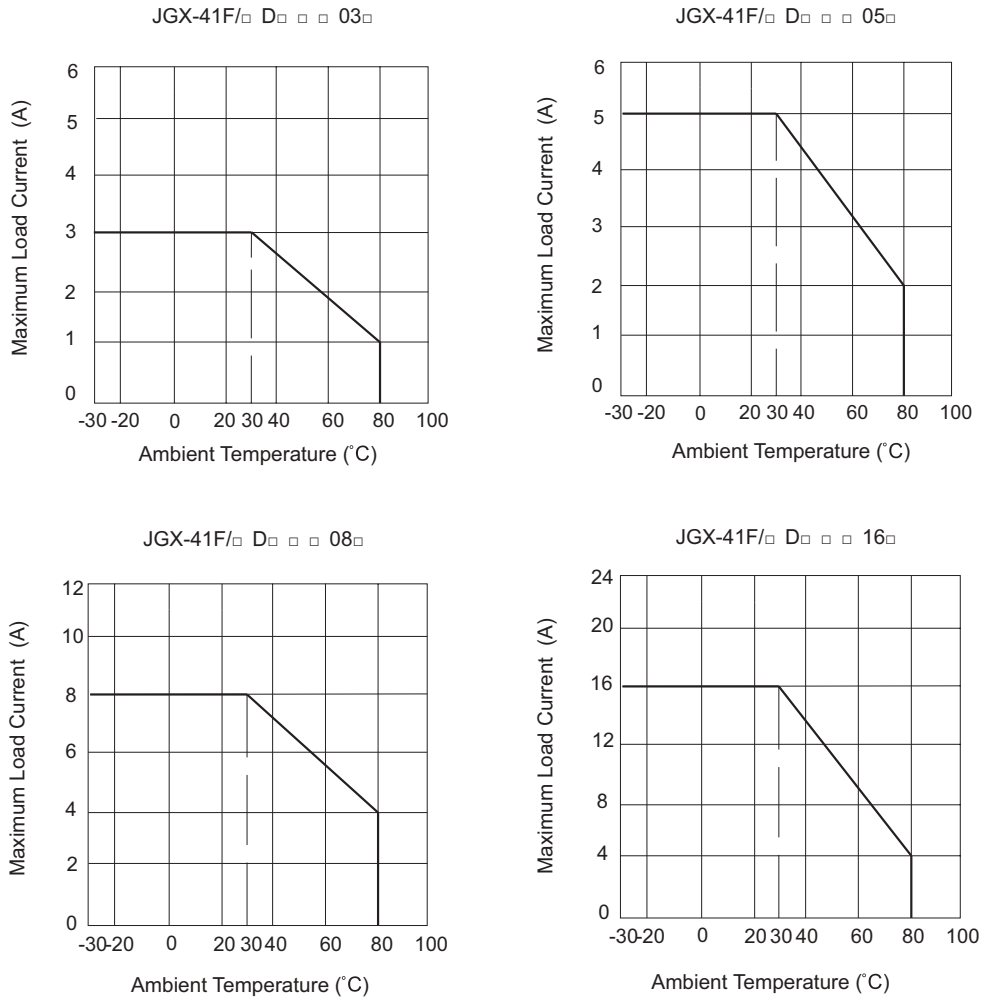 JGX-41F/□ D□ □ □ 03□
6
5
4
3
2
1
0
Maximum Load Current (A)
-30 -20 0 20 30 40 60 80 100
Ambient Temperature (˚C)
JGX-41F/□ D□ □ □ 05□
6
5
4
3
2
1
0
Maximum Load Current (A)
-30 -20 0 20 30 40 60 80 100
Ambient Temperature (˚C)
JGX-41F/□ D□ □ □ 08□
12
10
8
6
4
2
0
Maximum Load Current (A)
-30-20 0 20 30 40 60 80 100
Ambient Temperature (˚C)
JGX-41F/□ D□ □ □ 16□
24
20
16
12
8
4
0
Maximum Load Current (A)
-30-20 0 20 30 40 60 80 100
Ambient Temperature (˚C)